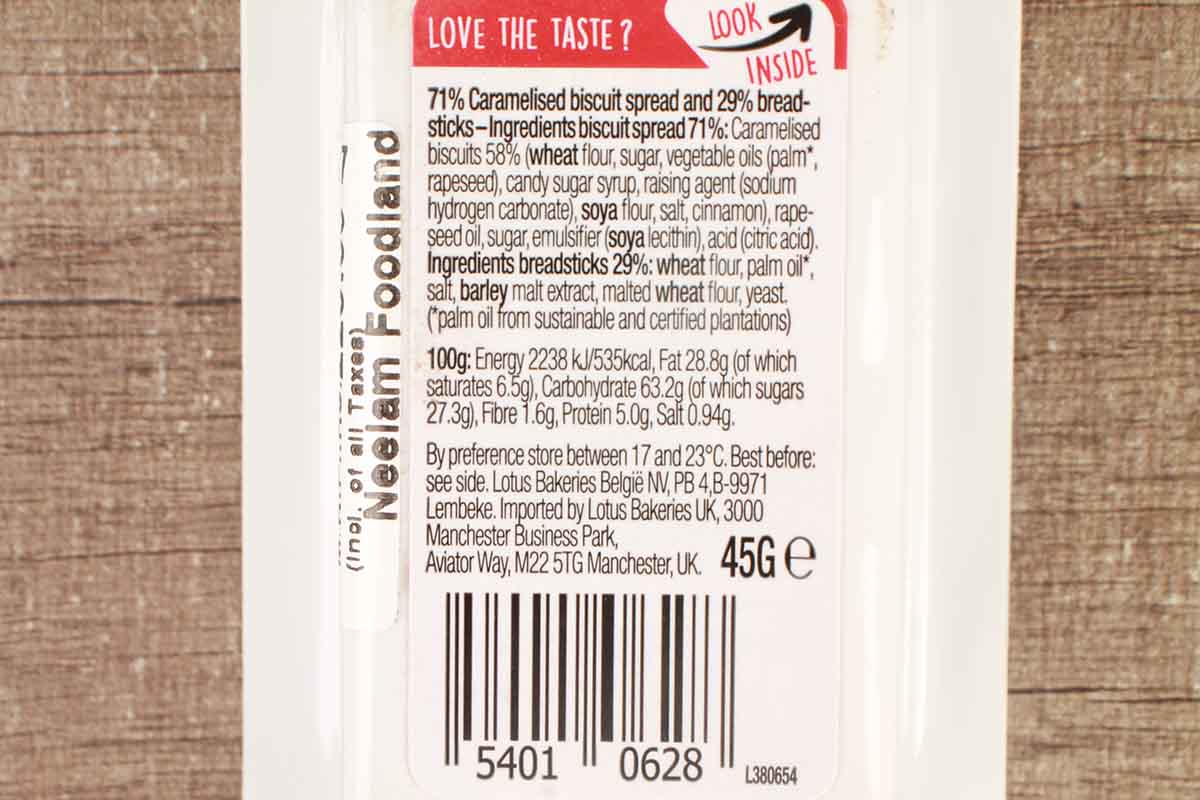 LOVE THE TASTE?
LOOK
INSIDE
71% Caramelised biscuit spread and 29% bread-
sticks – Ingredients biscuit spread 71%: Caramelised
biscuits 58% (wheat flour, sugar, vegetable oils (palm*,
rapeseed), candy sugar syrup, raising agent (sodium
hydrogen carbonate), soya flour, salt, cinnamon), rape-
seed oil, sugar, emulsifier (soya lecithin), acid (citric acid).
Ingredients breadsticks 29%: wheat flour, palm oil*,
salt, barley malt extract, malted wheat flour, yeast.
(*palm oil from sustainable and certified plantations)
100g: Energy 2238 kJ/535kcal, Fat 28.8g (of which
saturates 6.5g), Carbohydrate 63.2g (of which sugars
27.3g), Fibre 1.6g, Protein 5.0g, Salt 0.94g.
By preference store between 17 and 23°C. Best before:
see side. Lotus Bakeries België NV, PB 4,B-9971
Lembeke. Imported by Lotus Bakeries UK, 3000
Manchester Business Park,
Aviator Way, M22 5TG Manchester, UK. 45G ℮
5401 0628
L380654
(Incl. of all Taxes)
Neelam Foodland